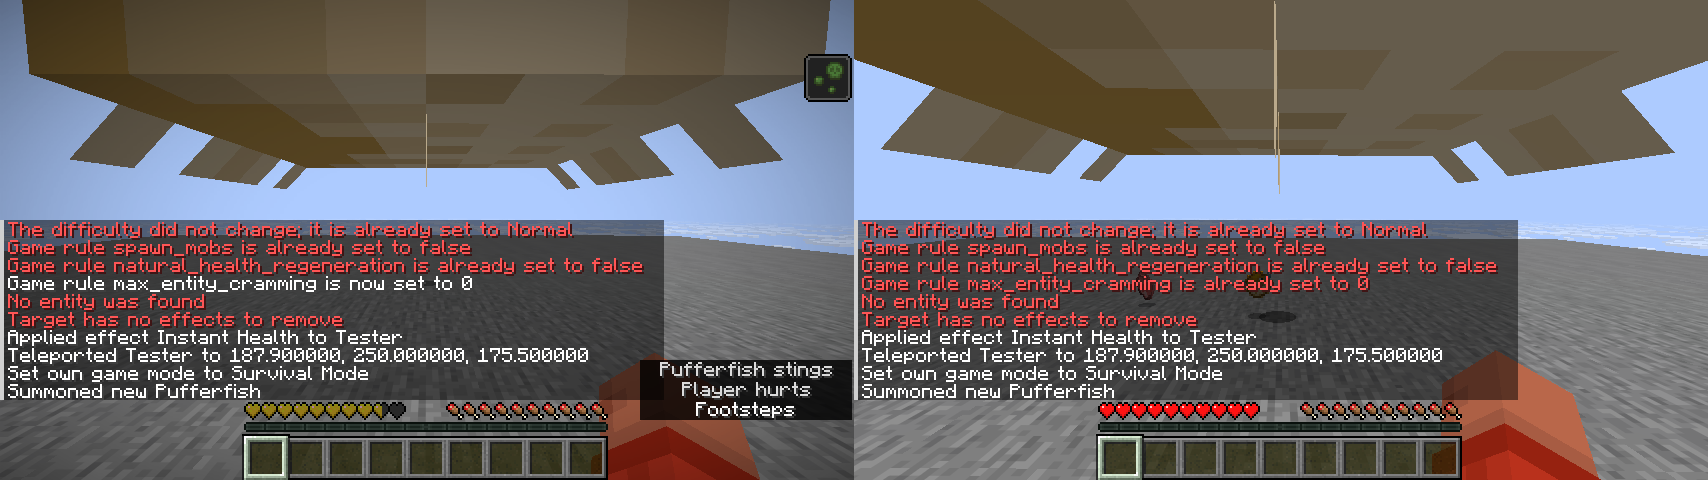 The difficulty did not change; it is already set to Normal
Game rule spawn_mobs is already set to false
Game rule natural_health_regeneration is already set to false
Game rule max_entity_cramming is now set to 0
No entity was found
Target has no effects to remove
Applied effect Instant Health to Tester
Teleported Tester to 187.900000, 250.000000, 175.500000
Set own game mode to Survival Mode
Summoned new Pufferfish
Pufferfish stings
Player hurts
Footsteps
The difficulty did not change; it is already set to Normal
Game rule spawn_mobs is already set to false
Game rule natural_health_regeneration is already set to false
Game rule max_entity_cramming is already set to 0
No entity was found
Target has no effects to remove
Applied effect Instant Health to Tester
Teleported Tester to 187.900000, 250.000000, 175.500000
Set own game mode to Survival Mode
Summoned new Pufferfish